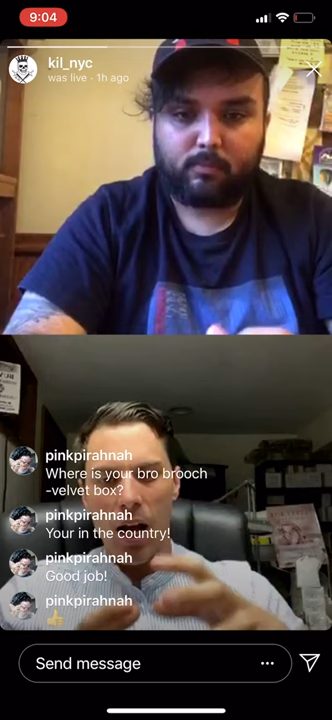 9:04
kil_nyc
was live · 1h ago
pinkpirahnah
Where is your bro brooch
-velvet box?
pinkpirahnah
Your in the country!
pinkpirahnah
Good job!
pinkpirahnah
👍
Send message